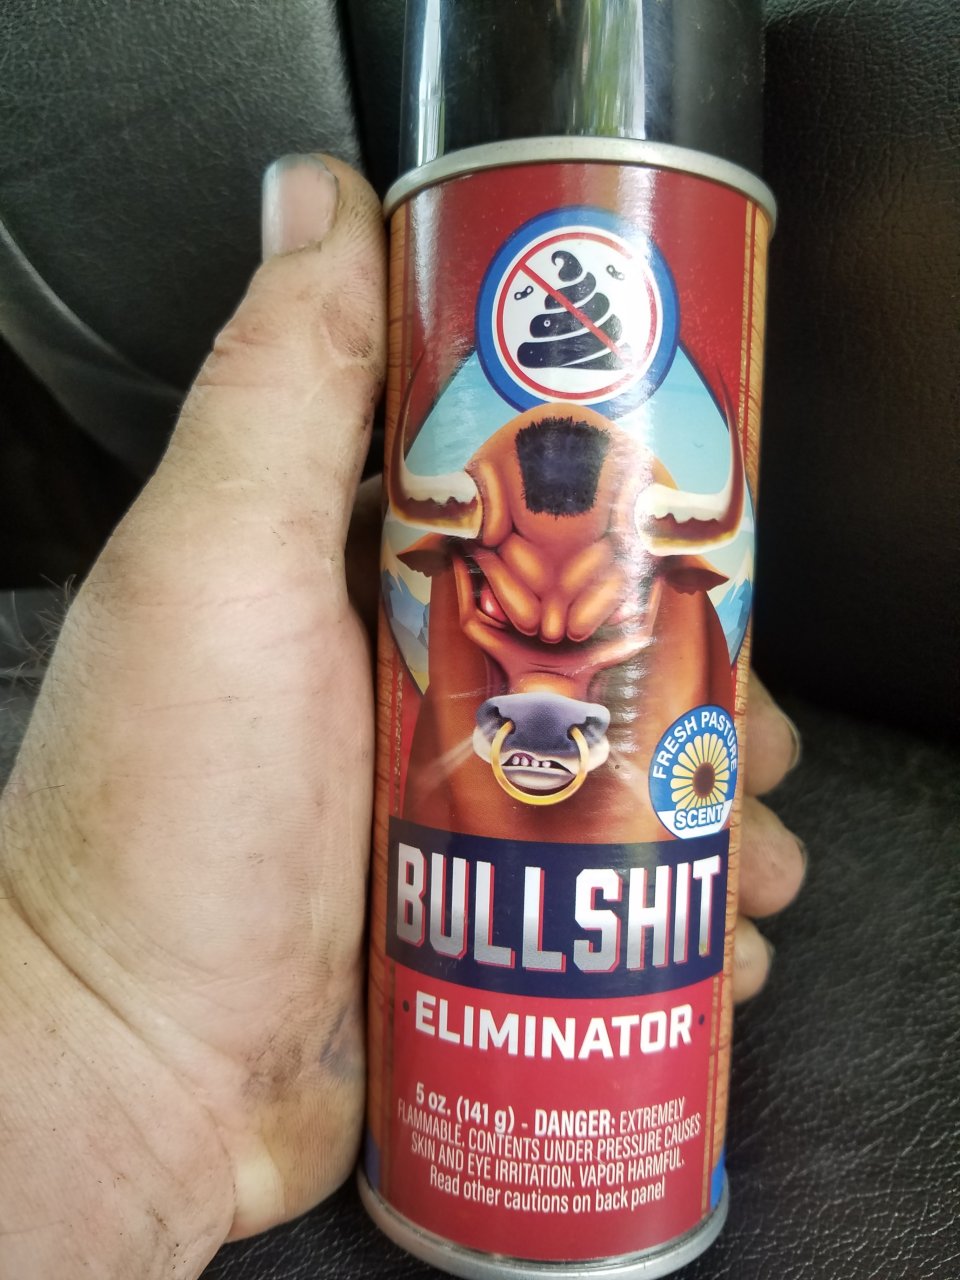 FRESH PASTURE
SCENT
BULLSHIT
ELIMINATOR
5 oz. (141 g) - DANGER: EXTREMELY
FLAMMABLE. CONTENTS UNDER PRESSURE CAUSES
SKIN AND EYE IRRITATION. VAPOR HARMFUL.
Read other cautions on back panel